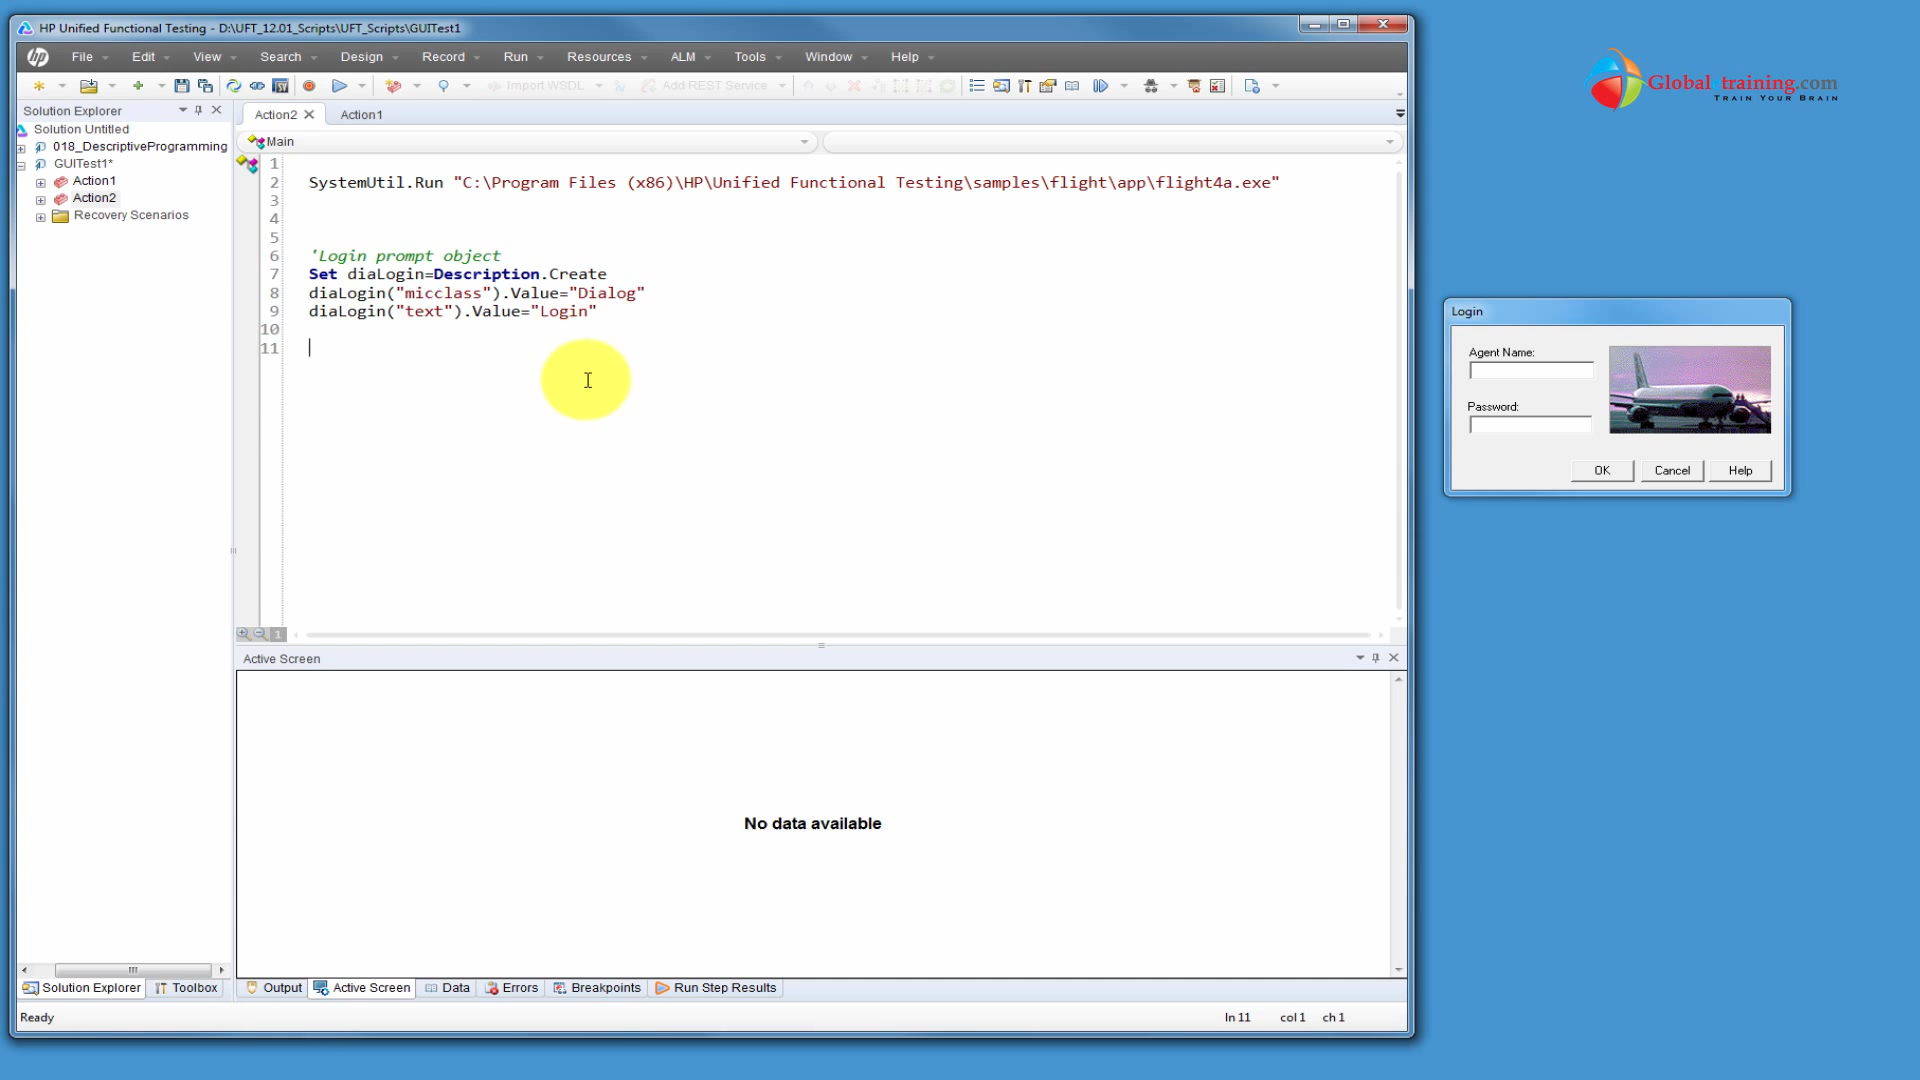 HP Unified Functional Testing - D:\UFT_12.01_Scripts\UFT_Scripts\GUITest1
hp File Edit View Search Design Record Run Resources ALM Tools Window Help
Import WSDL Add REST Service
Solution Explorer
Solution Untitled
018_DescriptiveProgramming
GUITest1*
Action1
Action2
Recovery Scenarios
Action2 Action1
Main
1
2 SystemUtil.Run "C:\Program Files (x86)\HP\Unified Functional Testing\samples\flight\app\flight4a.exe"
3
4
5
6 'Login prompt object
7 Set diaLogin=Description.Create
8 diaLogin("micclass").Value="Dialog"
9 diaLogin("text").Value="Login"
10
11
1
Active Screen
No data available
Solution Explorer Toolbox
Output Active Screen Data Errors Breakpoints Run Step Results
Ready
ln 11 col 1 ch 1
Global training.com
TRAIN YOUR BRAIN
Login
Agent Name:
Password:
OK Cancel Help